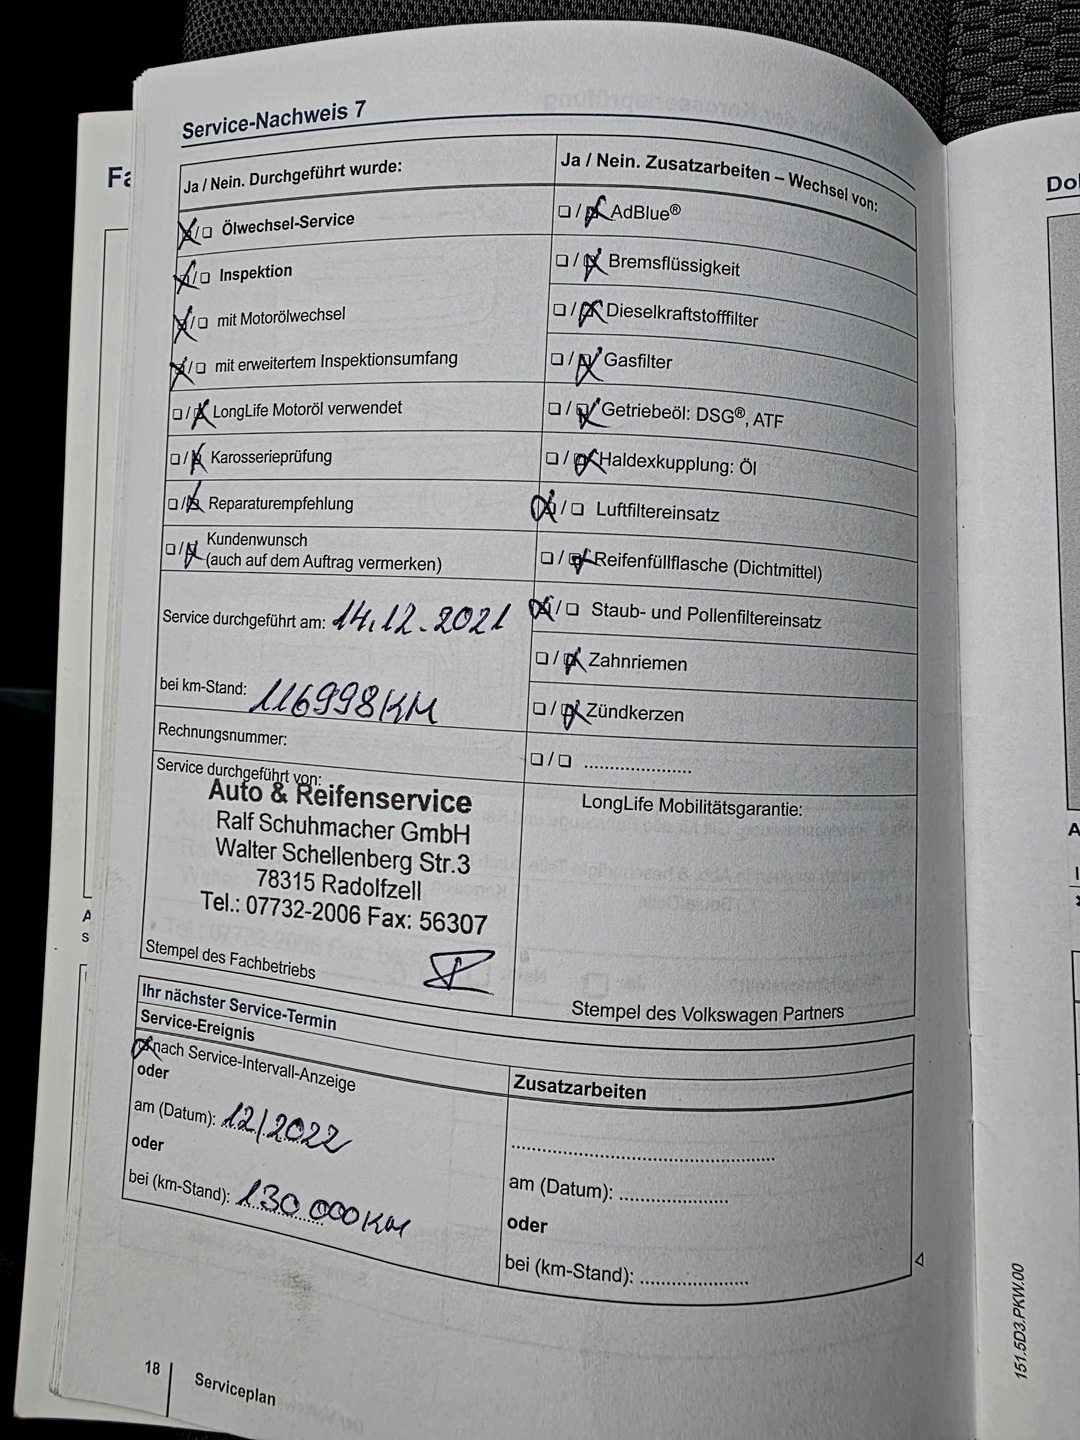 Service-Nachweis 7
Ja / Nein. Durchgeführt wurde:
☒/☐ Ölwechsel-Service
☒/☐ Inspektion
☒/☐ mit Motorölwechsel
☒/☐ mit erweitertem Inspektionsumfang
☐/☒ LongLife Motoröl verwendet
☐/☒ Karosserieprüfung
☐/☒ Reparaturempfehlung
☐/☒ Kundenwunsch
(auch auf dem Auftrag vermerken)
Service durchgeführt am: 14.12.2021
bei km-Stand: 116998KM
Rechnungsnummer:
Service durchgeführt von:
Auto & Reifenservice
Ralf Schuhmacher GmbH
Walter Schellenberg Str.3
78315 Radolfzell
Tel.: 07732-2006 Fax: 56307
Stempel des Fachbetriebs
Ja / Nein. Zusatzarbeiten – Wechsel von:
☐/☒ AdBlue®
☐/☒ Bremsflüssigkeit
☐/☒ Dieselkraftstofffilter
☐/☒ Gasfilter
☐/☒ Getriebeöl: DSG®, ATF
☐/☒ Haldexkupplung: Öl
☒/☐ Luftfiltereinsatz
☐/☒ Reifenfüllflasche (Dichtmittel)
☒/☐ Staub- und Pollenfiltereinsatz
☐/☒ Zahnriemen
☐/☒ Zündkerzen
☐/☐ ......................
LongLife Mobilitätsgarantie:
Stempel des Volkswagen Partners
Ihr nächster Service-Termin
Service-Ereignis
☒ nach Service-Intervall-Anzeige
oder
am (Datum): 12/2022
oder
bei (km-Stand): 130 000KM
Zusatzarbeiten
......................................................
am (Datum): ......................
oder
bei (km-Stand): ......................
18
Serviceplan
151.5D3.PKW.00